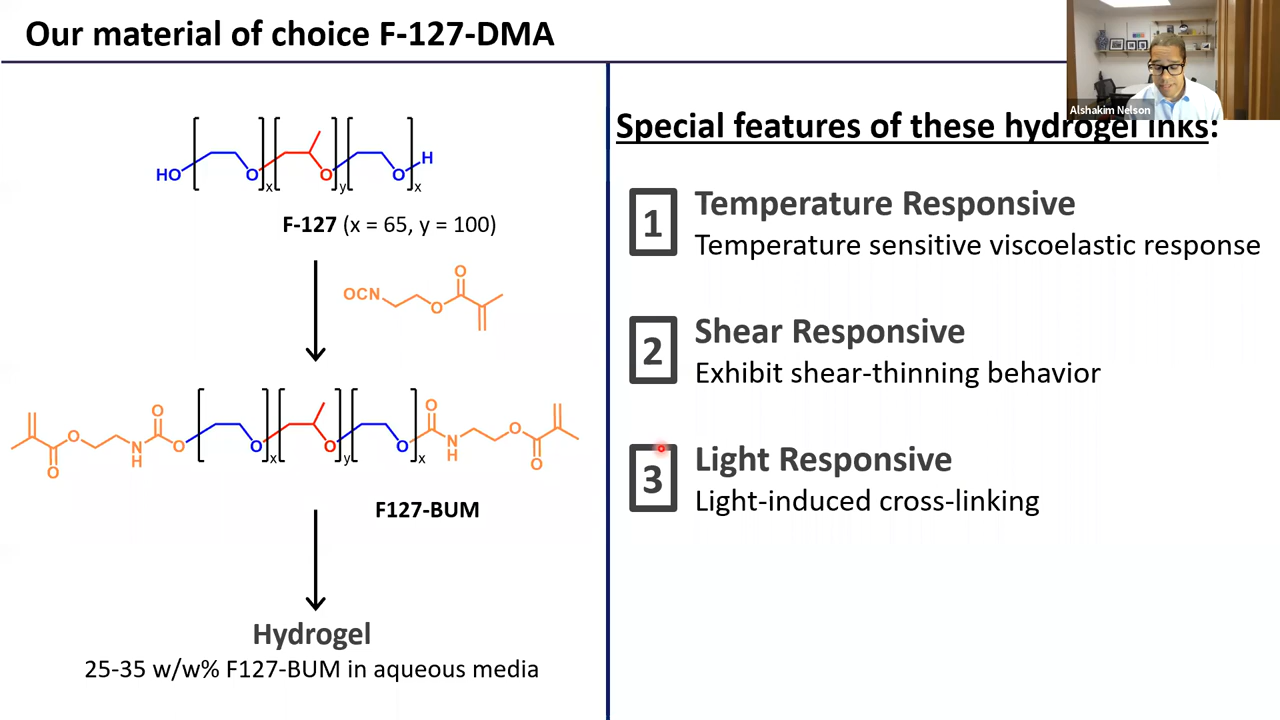 Our material of choice F-127-DMA
Alshakim Nelson
HO
O
x
O
y
O
H
x
F-127 (x = 65, y = 100)
OCN
O
O
O
O
N
H
O
O
O
x
O
y
O
x
O
N
H
O
O
F127-BUM
Hydrogel
25-35 w/w% F127-BUM in aqueous media
Special features of these hydrogel inks:
1
Temperature Responsive
Temperature sensitive viscoelastic response
2
Shear Responsive
Exhibit shear-thinning behavior
3
Light Responsive
Light-induced cross-linking